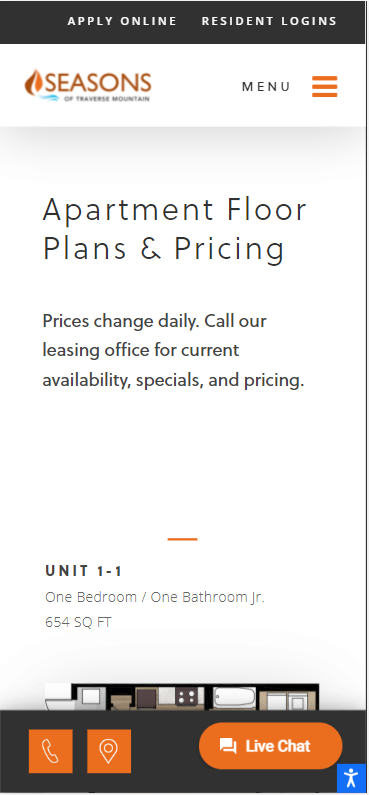 APPLY ONLINE RESIDENT LOGINS
SEASONS
OF TRAVERSE MOUNTAIN
MENU
Apartment Floor
Plans & Pricing
Prices change daily. Call our
leasing office for current
availability, specials, and pricing.
UNIT 1-1
One Bedroom / One Bathroom Jr.
654 SQ FT
Live Chat